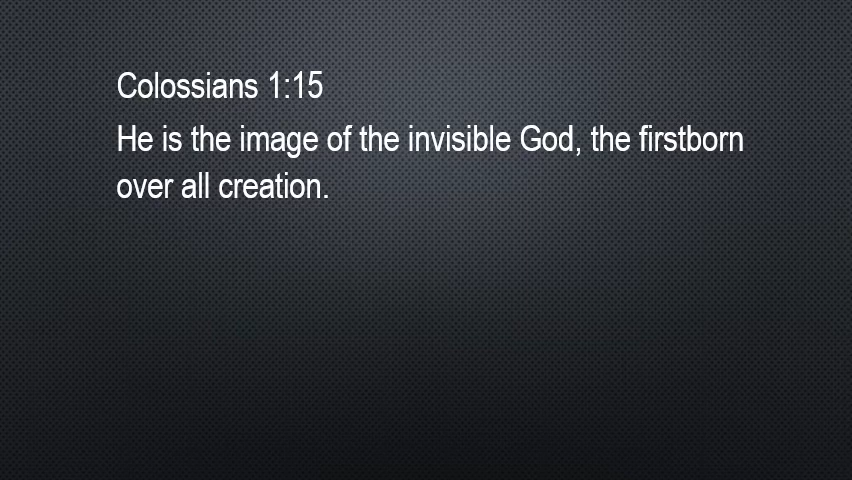 Colossians 1:15
He is the image of the invisible God, the firstborn
over all creation.